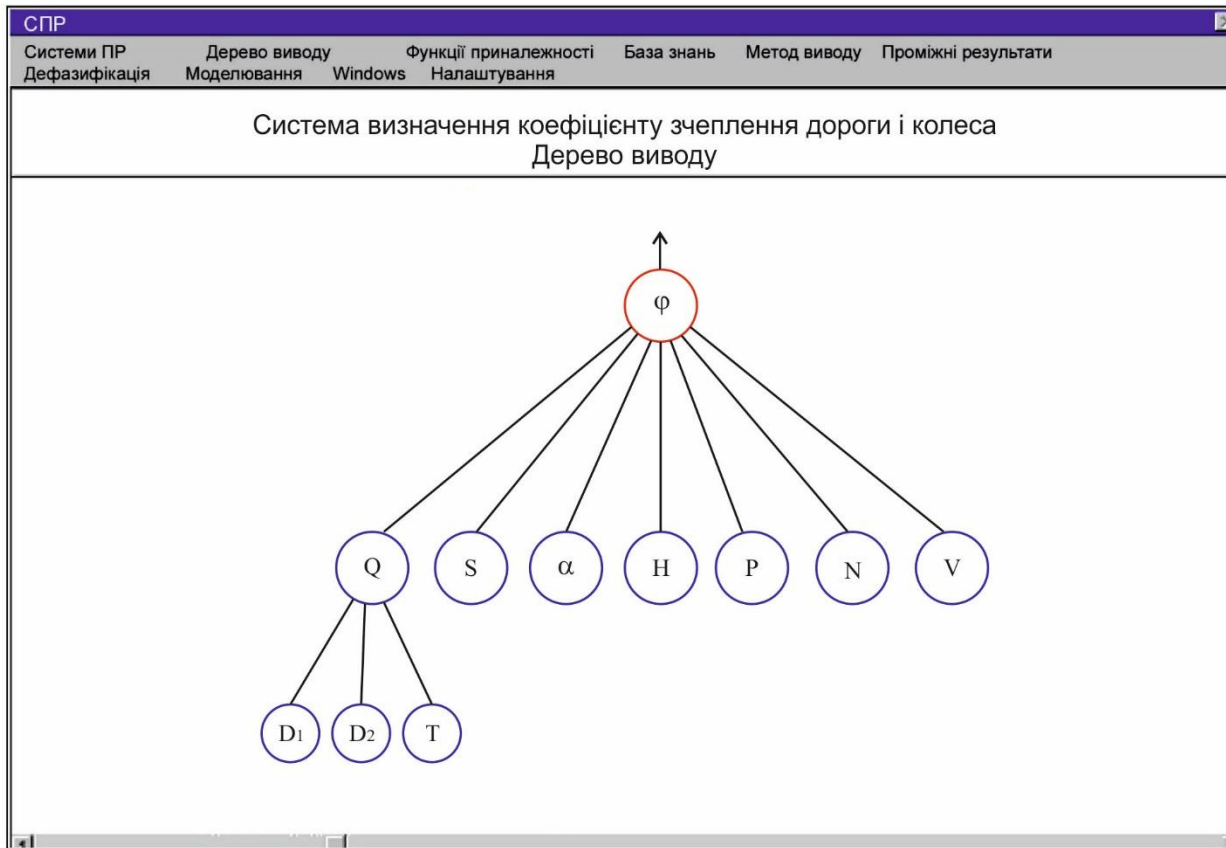 СПР
Системи ПР Дерево виводу Функції приналежності База знань Метод виводу Проміжні результати
Дефазифікація Моделювання Windows Налаштування
Система визначення коефіцієнту зчеплення дороги і колеса
Дерево виводу
φ
Q S α H P N V
D1 D2 T